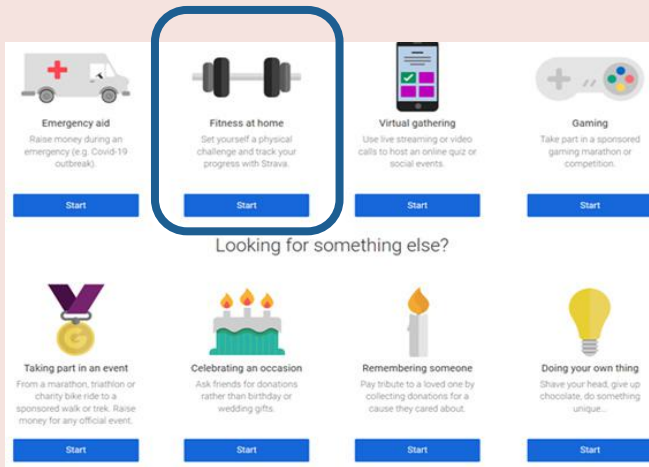 Emergency aid
Raise money during an
emergency (e.g. Covid-19
outbreak).
Start
Fitness at home
Set yourself a physical
challenge and track your
progress with Strava.
Start
Virtual gathering
Use live streaming or video
calls to host an online quiz or
social events.
Start
Gaming
Take part in a sponsored
gaming marathon or
competition.
Start
Looking for something else?
Taking part in an event
From a marathon, triathlon or
charity bike ride to a
sponsored walk or trek. Raise
money for any official event.
Start
Celebrating an occasion
Ask friends for donations
rather than birthday or
wedding gifts.
Start
Remembering someone
Pay tribute to a loved one by
collecting donations for a
cause they cared about.
Start
Doing your own thing
Shave your head, give up
chocolate, do something
unique...
Start